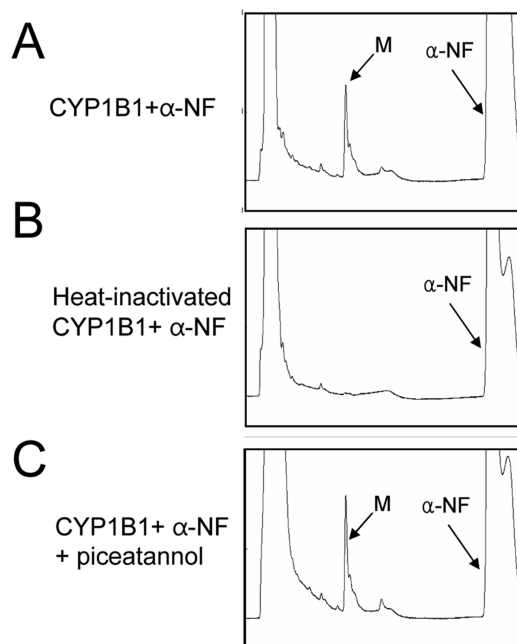 A
M
α-NF
CYP1B1+α-NF
B
α-NF
Heat-inactivated
CYP1B1+ α-NF
C
M
α-NF
CYP1B1+ α-NF
+ piceatannol